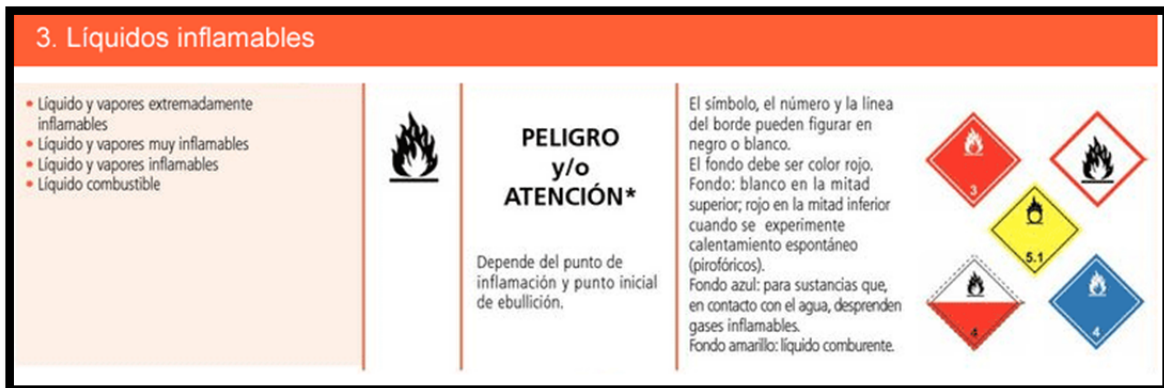 3. Líquidos inflamables
• Líquido y vapores extremadamente
inflamables
• Líquido y vapores muy inflamables
• Líquido y vapores inflamables
• Líquido combustible
PELIGRO
y/o
ATENCIÓN*
Depende del punto de
inflamación y punto inicial
de ebullición.
El símbolo, el número y la línea
del borde pueden figurar en
negro o blanco.
El fondo debe ser color rojo.
Fondo: blanco en la mitad
superior; rojo en la mitad inferior
cuando se experimente
calentamiento espontáneo
(pirofóricos).
Fondo azul: para sustancias que,
en contacto con el agua, desprenden
gases inflamables.
Fondo amarillo: líquido comburente.
3
5.1
4
4